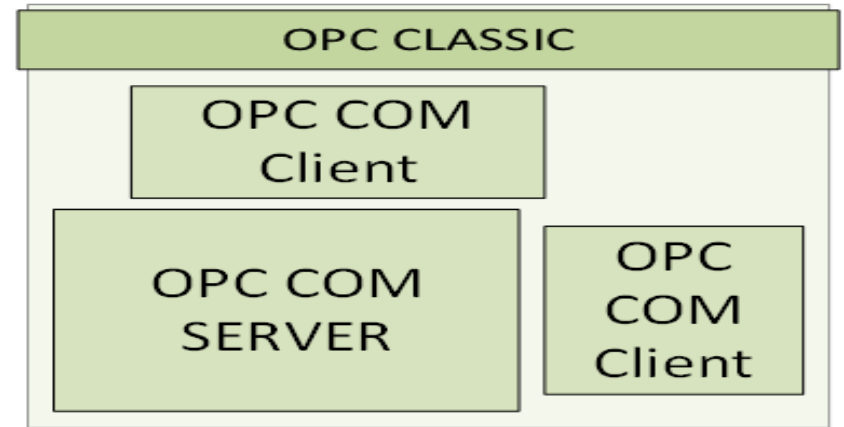 OPC CLASSIC
OPC COM
Client
OPC COM
SERVER
OPC
COM
Client